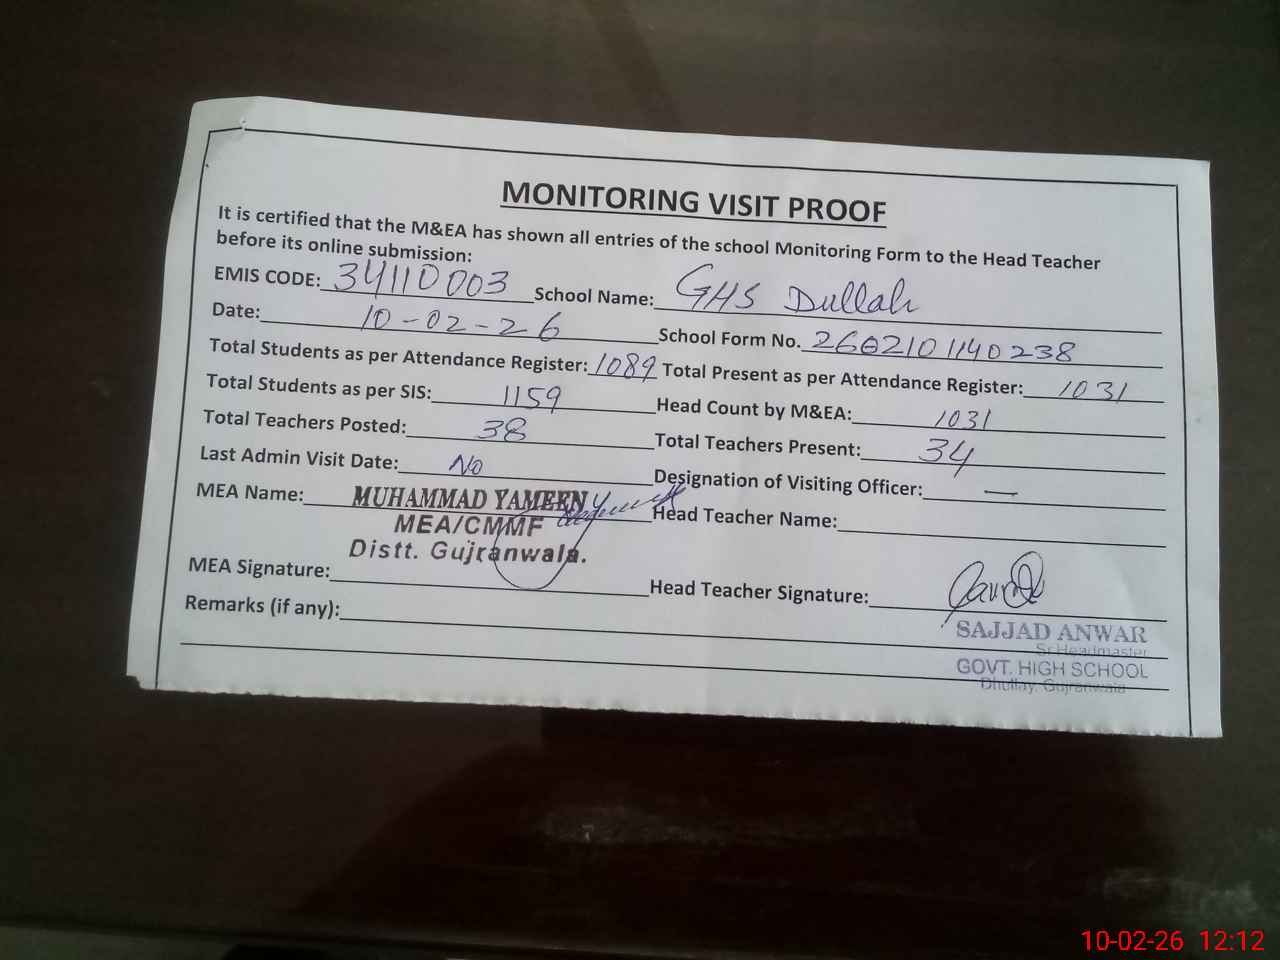 MONITORING VISIT PROOF
It is certified that the M&EA has shown all entries of the school Monitoring Form to the Head Teacher
before its online submission:
EMIS CODE: 34110003 School Name: GHS Dullah
Date: 10-02-26 School Form No. 2602101140238
Total Students as per Attendance Register: 1089 Total Present as per Attendance Register: 1031
Total Students as per SIS: 1159 Head Count by M&EA: 1031
Total Teachers Posted: 38 Total Teachers Present: 34
Last Admin Visit Date: No Designation of Visiting Officer: —
MEA Name: MUHAMMAD YAMEEN Head Teacher Name:
MEA/CMMF
Distt. Gujranwala.
MEA Signature: Head Teacher Signature:
Remarks (if any):
SAJJAD ANWAR
Sr.Headmaster
GOVT. HIGH SCHOOL
Dhullay, Gujranwala
10-02-26 12:12